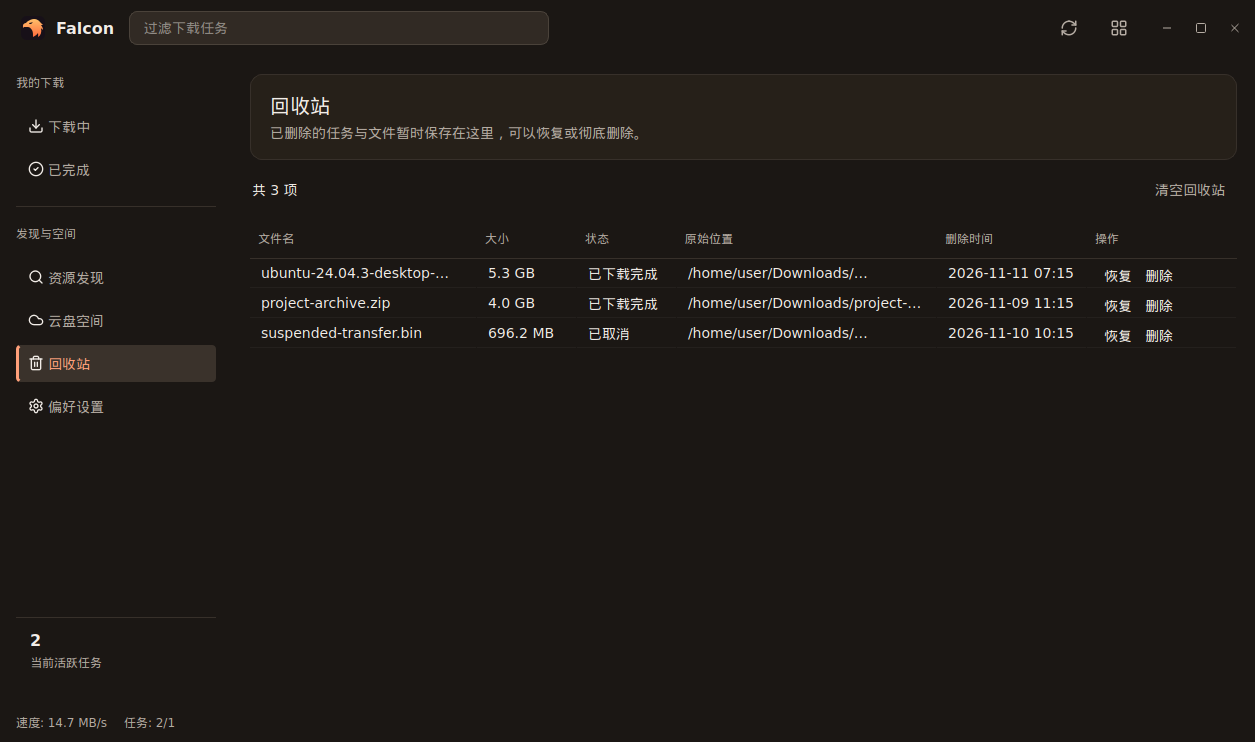 Falcon
过滤下载任务
我的下载
下载中
已完成
发现与空间
资源发现
云盘空间
回收站
偏好设置
2
当前活跃任务
速度: 14.7 MB/s 任务: 2/1
回收站
已删除的任务与文件暂时保存在这里，可以恢复或彻底删除。
共 3 项 清空回收站
文件名 大小 状态 原始位置 删除时间 操作
ubuntu-24.04.3-desktop-… 5.3 GB 已下载完成 /home/user/Downloads/… 2026-11-11 07:15 恢复 删除
project-archive.zip 4.0 GB 已下载完成 /home/user/Downloads/project-… 2026-11-09 11:15 恢复 删除
suspended-transfer.bin 696.2 MB 已取消 /home/user/Downloads/… 2026-11-10 10:15 恢复 删除